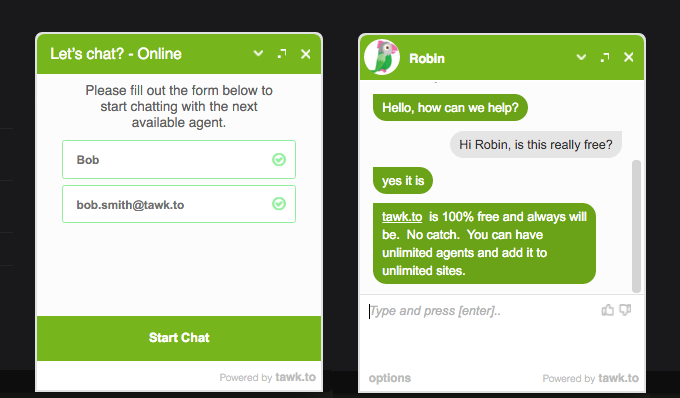 Let's chat? - Online
Please fill out the form below to
start chatting with the next
available agent.
Bob
bob.smith@tawk.to
Start Chat
Powered by tawk.to
Robin
Hello, how can we help?
Hi Robin, is this really free?
yes it is
tawk.to is 100% free and always will
be. No catch. You can have
unlimited agents and add it to
unlimited sites.
Type and press [enter]..
options
Powered by tawk.to